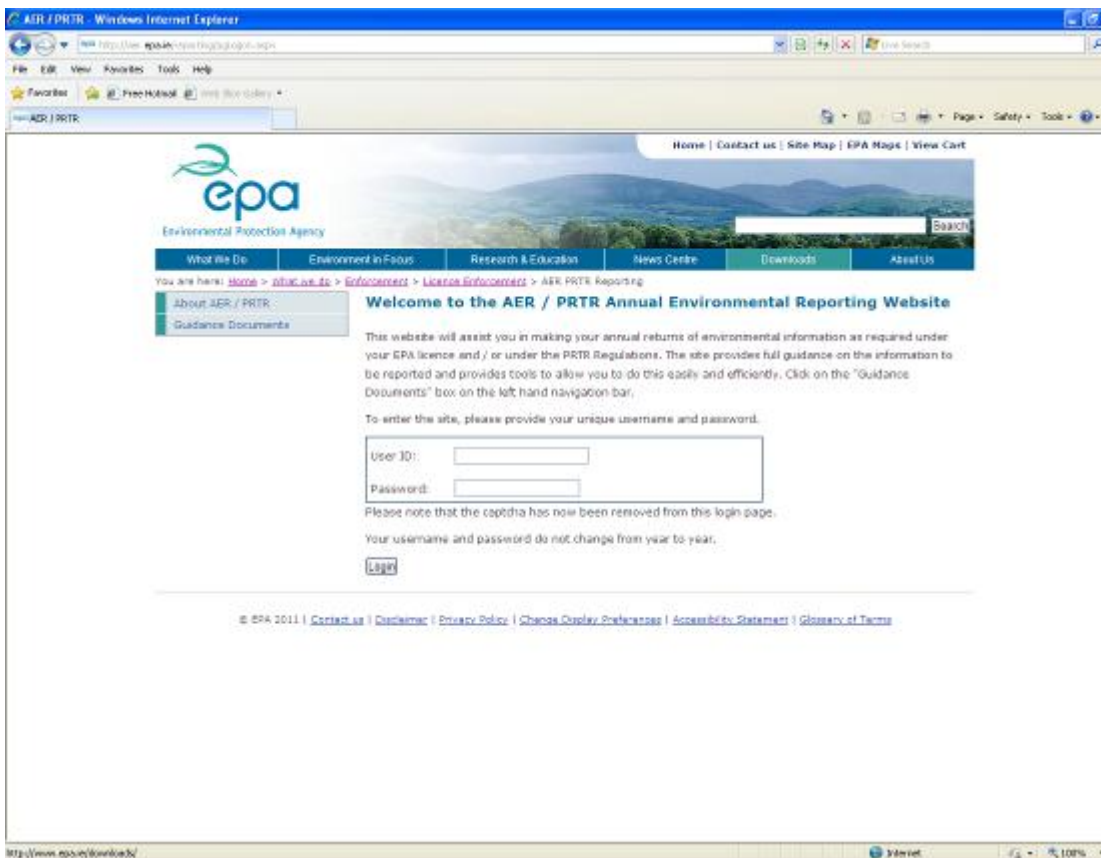 AER / PRTR - Windows Internet Explorer
epa.ie
File Edit View Favorites Tools Help
Favorites Free Hotmail
AER / PRTR
Page Safety Tools
Home | Contact us | Site Map | EPA Maps | View Cart
epa
Environmental Protection Agency
Search
What We Do Environment in Focus Research & Education News Centre Downloads About Us
You are here: Home > what we do > Enforcement > Licence Enforcement > AER PRTR Reporting
About AER / PRTR
Guidance Documents
Welcome to the AER / PRTR Annual Environmental Reporting Website
This website will assist you in making your annual returns of environmental information as required under
your EPA licence and / or under the PRTR Regulations. The site provides full guidance on the information to
be reported and provides tools to allow you to do this easily and efficiently. Click on the "Guidance
Documents" box on the left hand navigation bar.
To enter the site, please provide your unique username and password.
User ID:
Password:
Please note that the captcha has now been removed from this login page.
Your username and password do not change from year to year.
Login
© EPA 2011 | Contact us | Disclaimer | Privacy Policy | Change Display Preferences | Accessibility Statement | Glossary of Terms
http://www.epa.ie/downloads/ Internet 100%